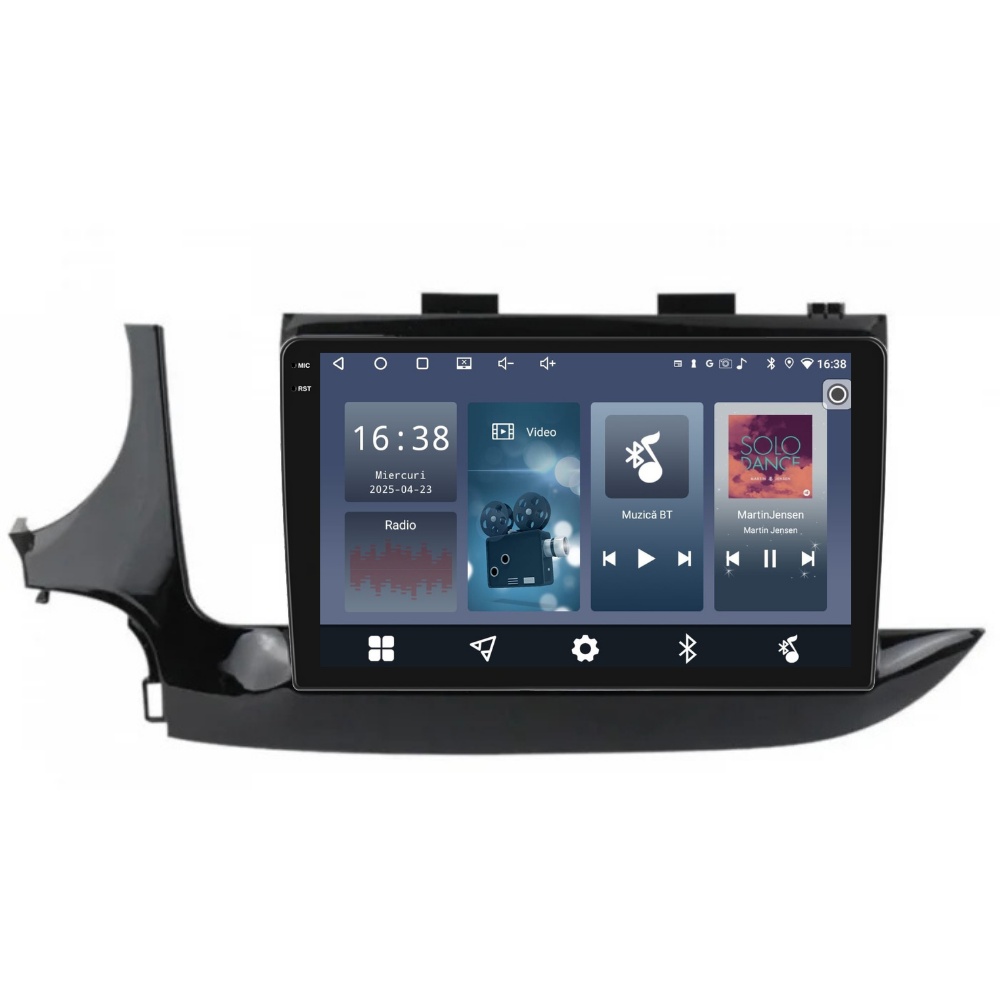 MIC
RST
G
16:38
16:38
Miercuri
2025-04-23
Radio
Video
Muzică BT
SOLO
DANCE
MartinJensen
Martin Jensen